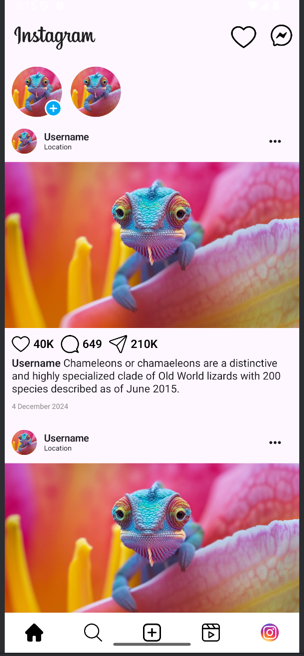 Instagram
Username
Location
40K 649 210K
Username Chameleons or chamaeleons are a distinctive
and highly specialized clade of Old World lizards with 200
species described as of June 2015.
4 December 2024
Username
Location